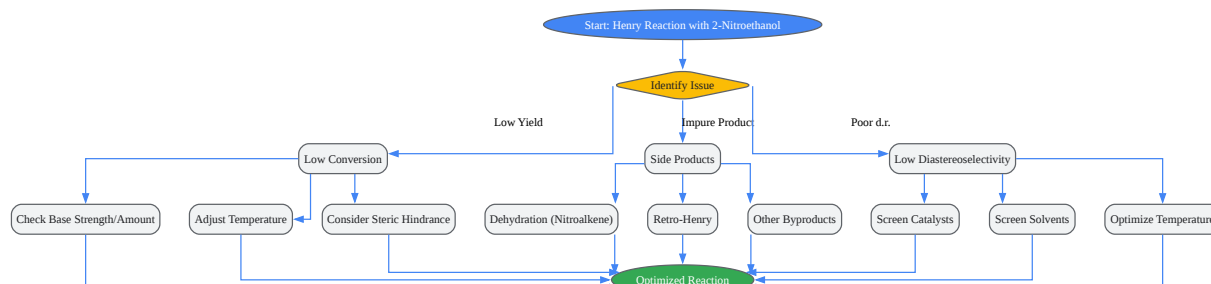 Start: Henry Reaction with 2-Nitroethanol
Identify Issue
Low Yield
Impure Product
Poor d.r.
Low Conversion
Side Products
Low Diastereoselectivity
Check Base Strength/Amount
Adjust Temperature
Consider Steric Hindrance
Dehydration (Nitroalkene)
Retro-Henry
Other Byproducts
Screen Catalysts
Screen Solvents
Optimize Temperature
Optimized Reaction